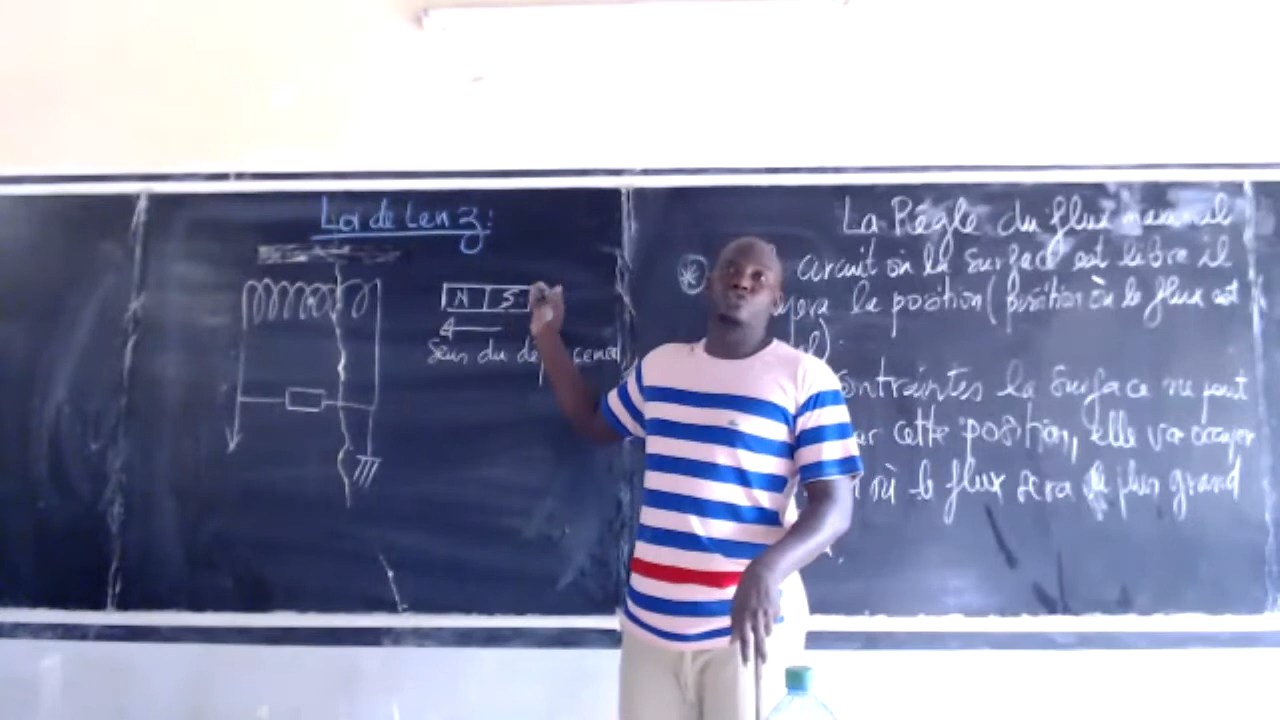 Loi de Lenz:
N S
Sens du
La Règle du flux maximal
* circuit où la surface est libre il
la position (position où le flux est
contraintes la surface ne peut
cette position, elle va occuper
où le flux sera le plus grand